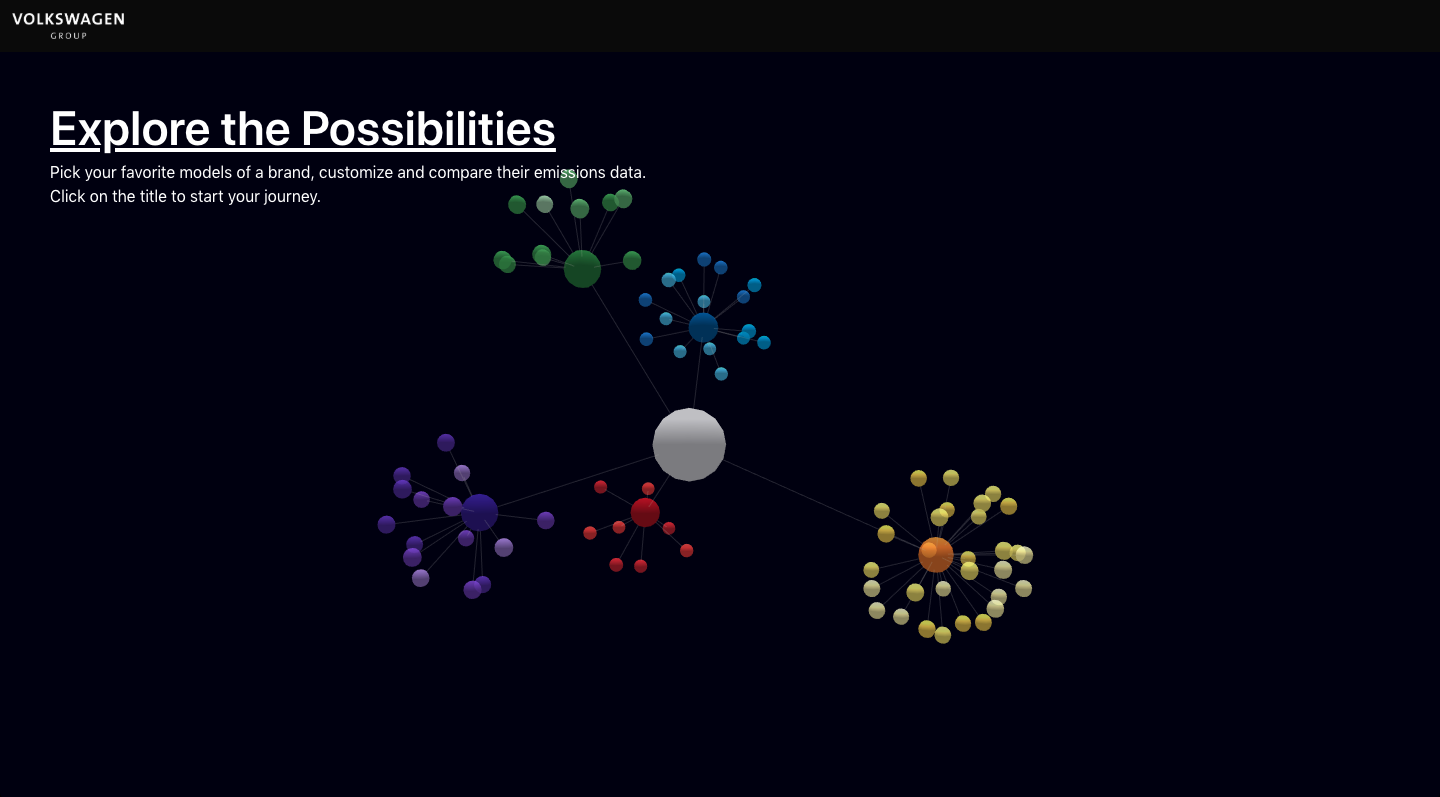 VOLKSWAGEN
GROUP
Explore the Possibilities
Pick your favorite models of a brand, customize and compare their emissions data.
Click on the title to start your journey.